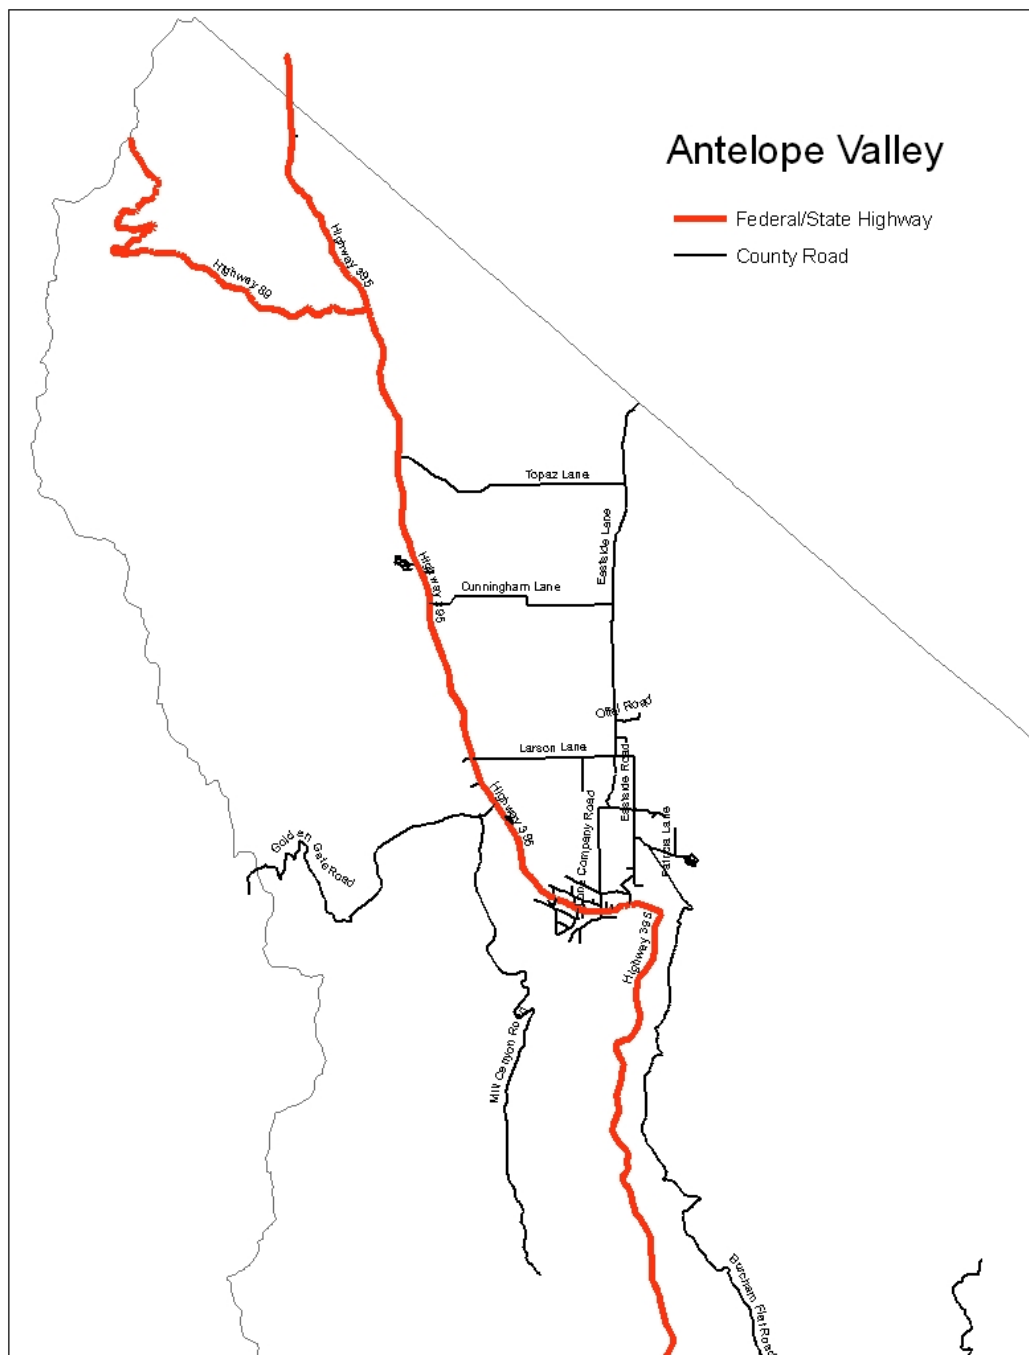 Antelope Valley
Federal/State Highway
County Road
Highway 395
Highway 89
Topaz Lane
Eastside Lane
Highway 395
Cunningham Lane
Offal Road
Larson Lane
Eastside Road
Highway 395
Company Road
Patricia Lane
Golden Gate Road
Highway 395
Mill Canyon Road
Burcham Flat Road